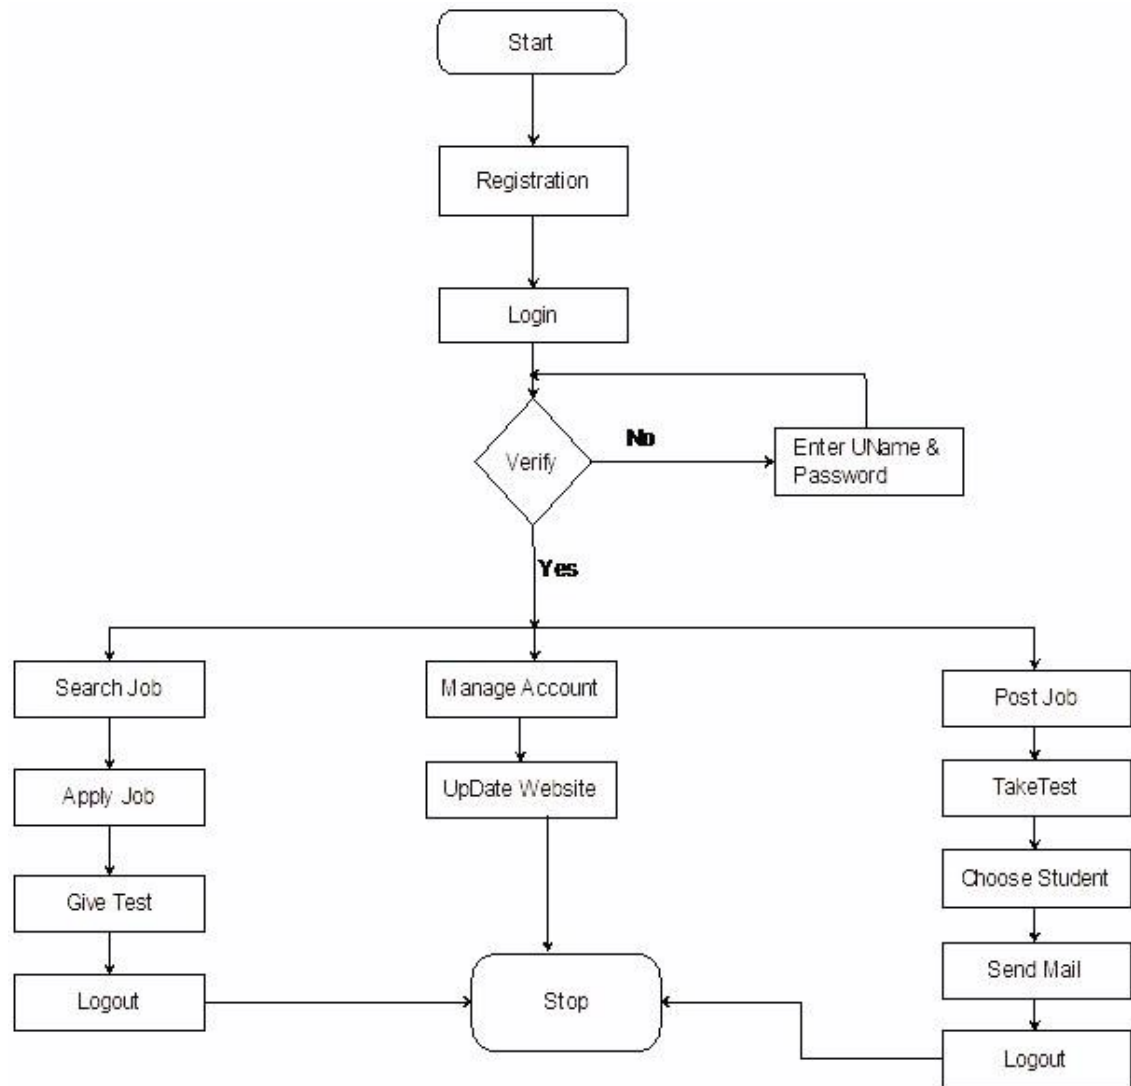 Start
Registration
Login
Verify
No
Enter UName &
Password
Yes
Search Job
Manage Account
Post Job
Apply Job
UpDate Website
TakeTest
Give Test
Choose Student
Logout
Stop
Send Mail
Logout